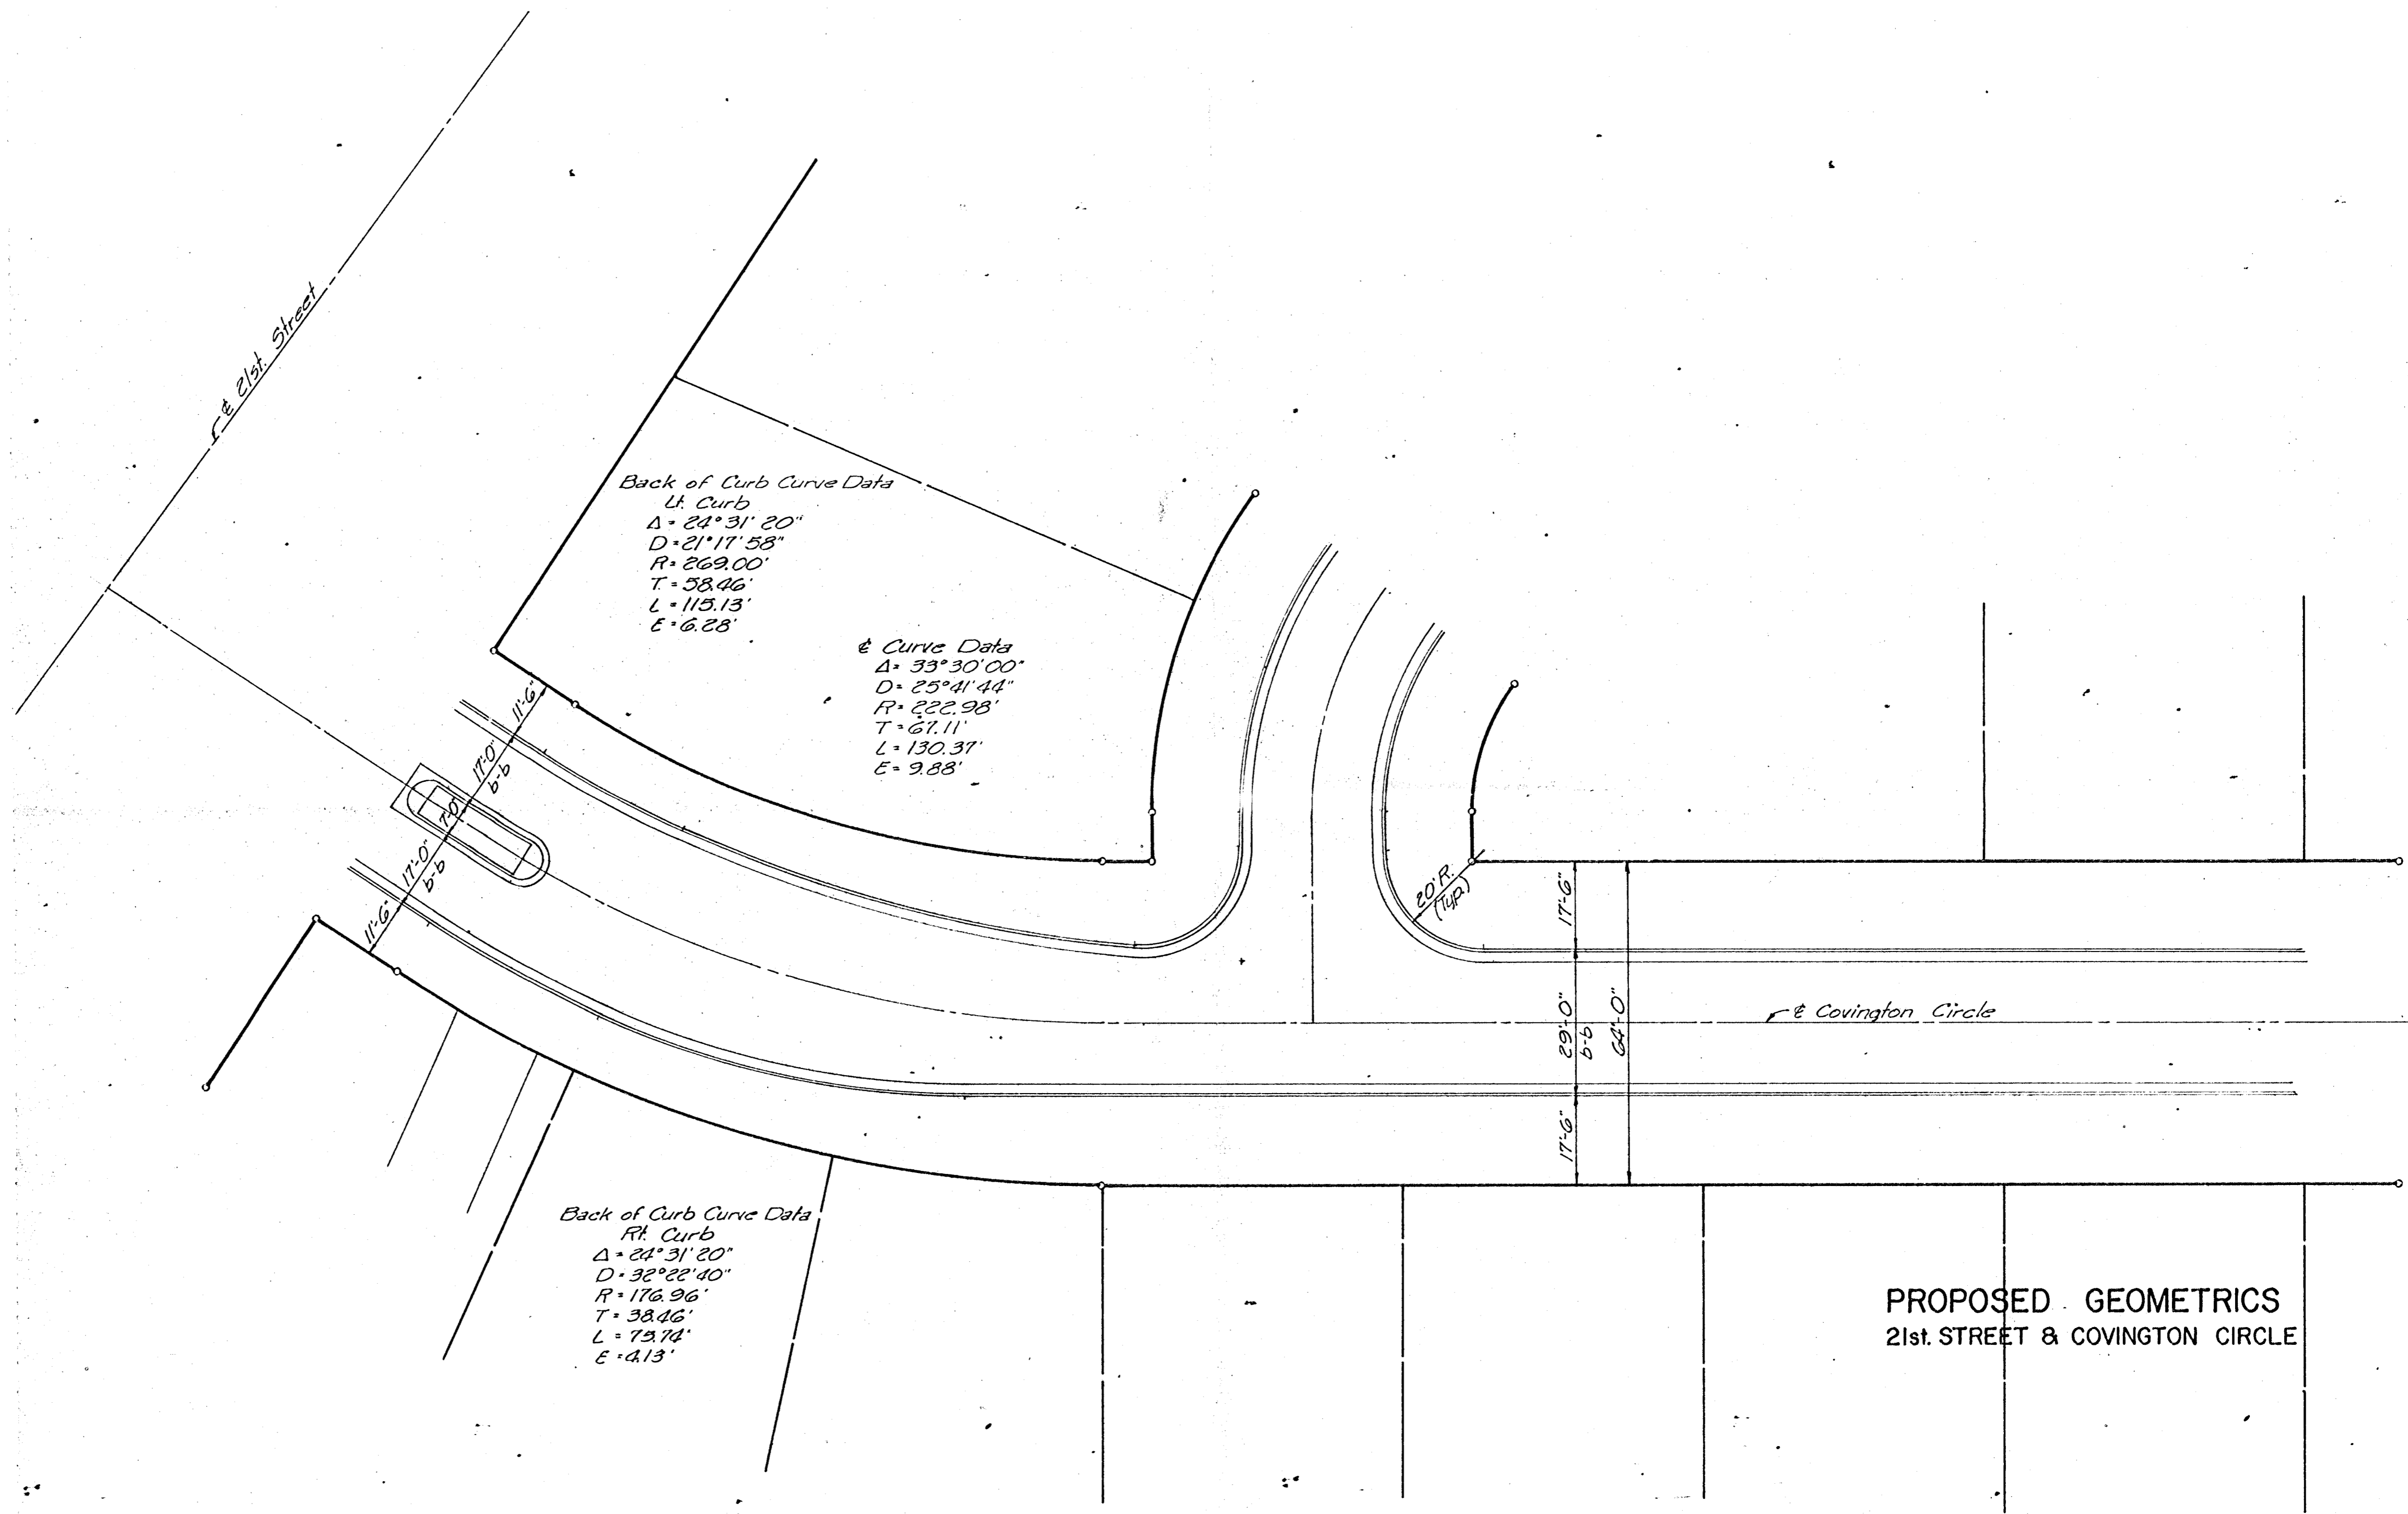 ℄ 21st. Street
Back of Curb Curve Data
Lt. Curb
Δ = 24°31'20"
D = 21°17'58"
R = 269.00'
T. = 58.46'
L = 115.13'
E = 6.28'
℄ Curve Data
Δ = 33°30'00"
D = 25°41'44"
R = 222.98'
T = 67.11'
L = 130.37'
E = 9.88'
11'-6"
17'-0"
b-b
7'-0"
17'-0"
b-b
11'-6"
20' R.
(Typ.)
17'-6"
29'-0"
b-b
64'-0"
17'-6"
℄ Covington Circle
Back of Curb Curve Data
Rt. Curb
Δ = 24°31'20"
D = 32°22'40"
R = 176.96'
T = 38.46'
L = 75.74'
E = 4.13'
PROPOSED GEOMETRICS
21st. STREET & COVINGTON CIRCLE